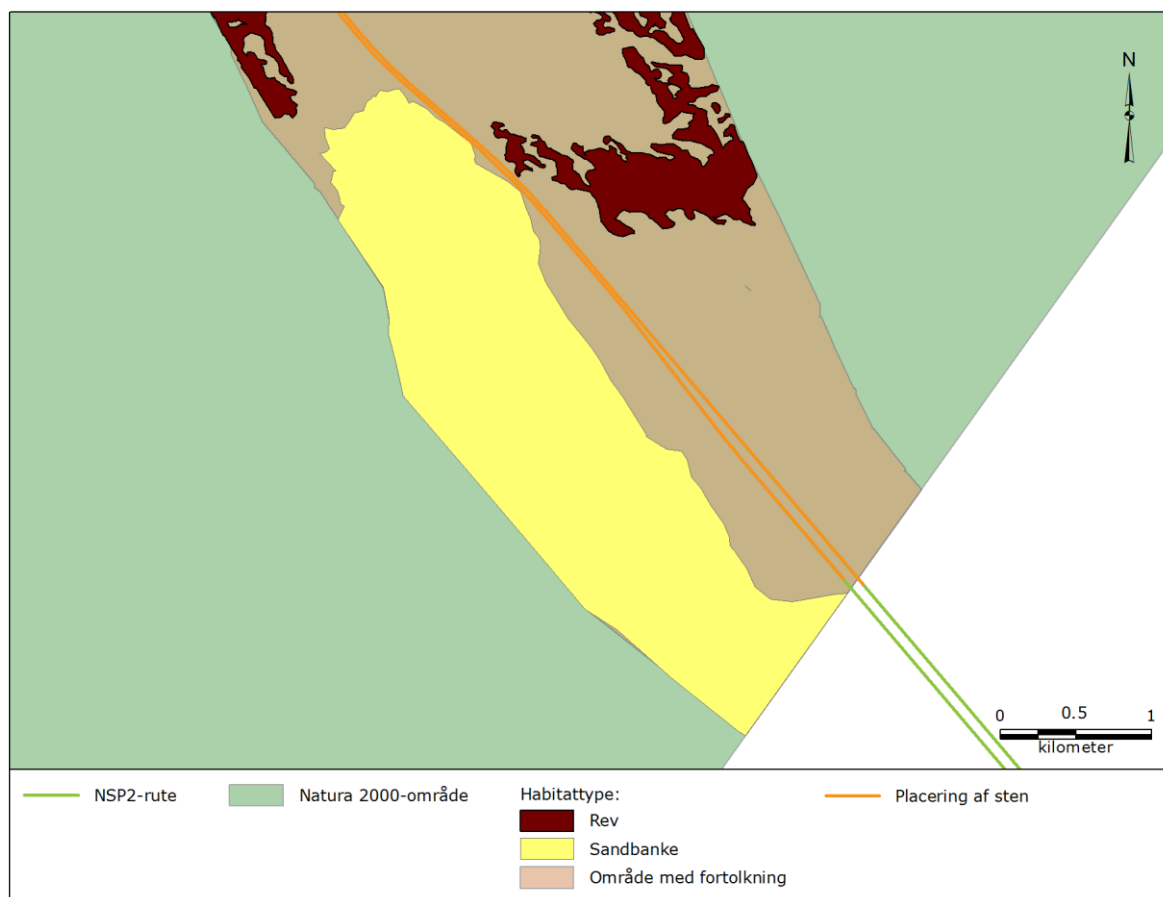 N
0 0.5 1
kilometer
NSP2-rute
Natura 2000-område
Habitattype:
Rev
Sandbanke
Område med fortolkning
Placering af sten